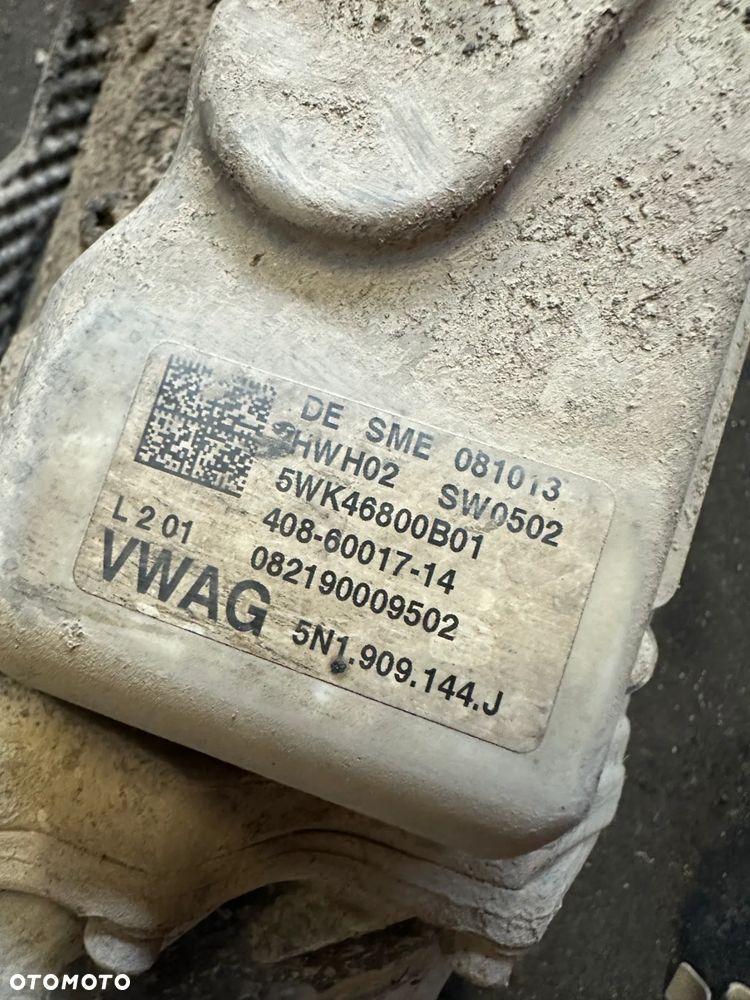 DE SME 081013
HWH02 SW0502
5WK46800B01
408-60017-14
L 2 01
082190009502
VWAG
5N1.909.144.J
OTOMOTO